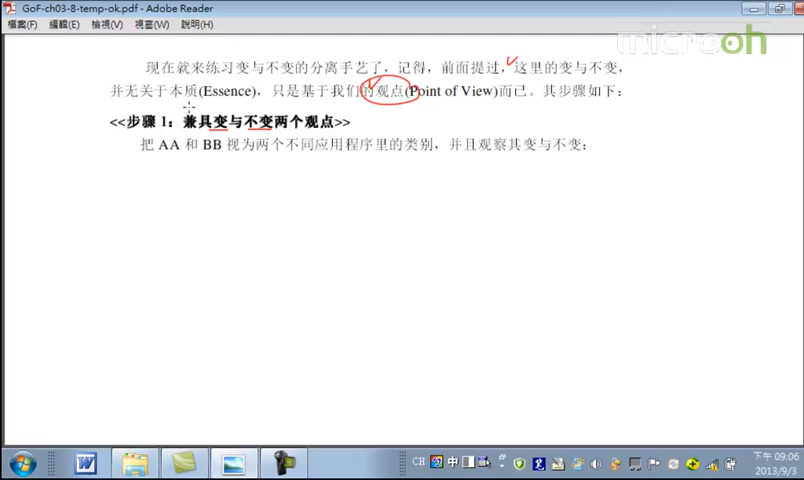 GoF-ch03-8-temp-ok.pdf - Adobe Reader
檔案(F) 編輯(E) 檢視(V) 視窗(W) 說明(H)
microoh
现在就来练习变与不变的分离手艺了，记得，前面提过，这里的变与不变，
并无关于本质(Essence)，只是基于我们的观点(Point of View)而已。其步骤如下：
<<步骤 1：兼具变与不变两个观点>>
把 AA 和 BB 视为两个不同应用程序里的类别，并且观察其变与不变：
CH 中
下午 09:06
2013/9/3